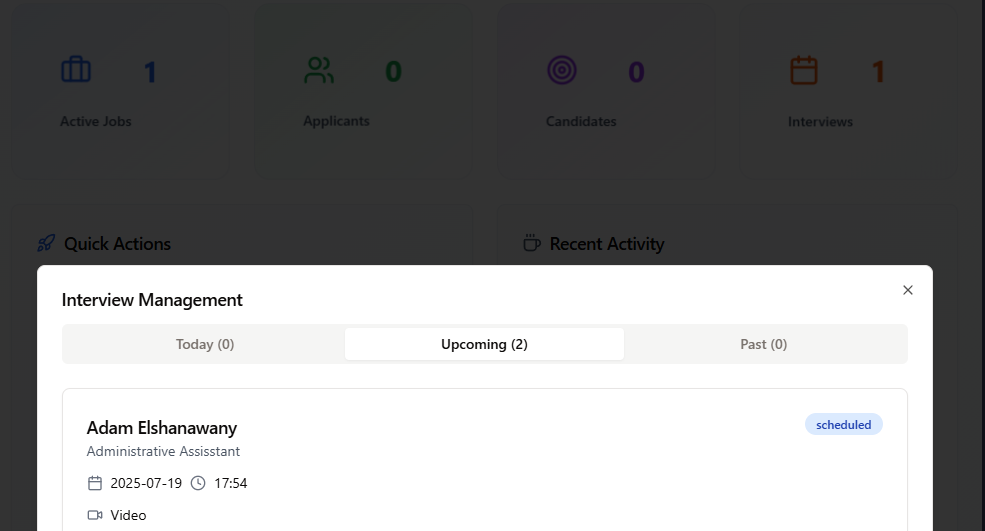 1 0 0 1
Active Jobs Applicants Candidates Interviews
Quick Actions Recent Activity
Interview Management
Today (0) Upcoming (2) Past (0)
Adam Elshanawany scheduled
Administrative Assisstant
2025-07-19 17:54
Video